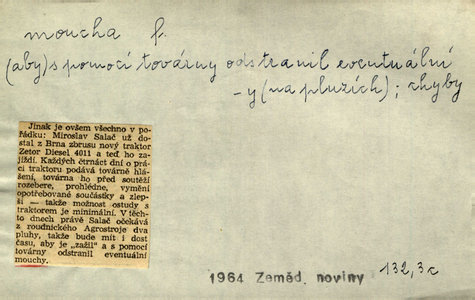 moucha f.
(aby) s pomocí továrny odstranil eventuální
-y (na pluzích); chyby
Jinak je ovšem všechno v po-
řádku: Miroslav Salač už do-
stal z Brna zbrusu nový traktor
Zetor Diesel 4011 a teď ho za-
jíždí. Každých čtrnáct dní o prá-
ci traktoru podává továrně hlá-
šení, továrna ho před soutěží
rozebere, prohlédne, vymění
opotřebované součástky a zlep-
ší — takže možnost ostudy s
traktorem je minimální. V těch-
to dnech právě Salač očekává
z roudnického Agrostroje dva
pluhy, takže bude mít i dost
času, aby je „zažil“ a s pomocí
továrny odstranil eventuální
mouchy.
1964 Zeměd. noviny 132,3c